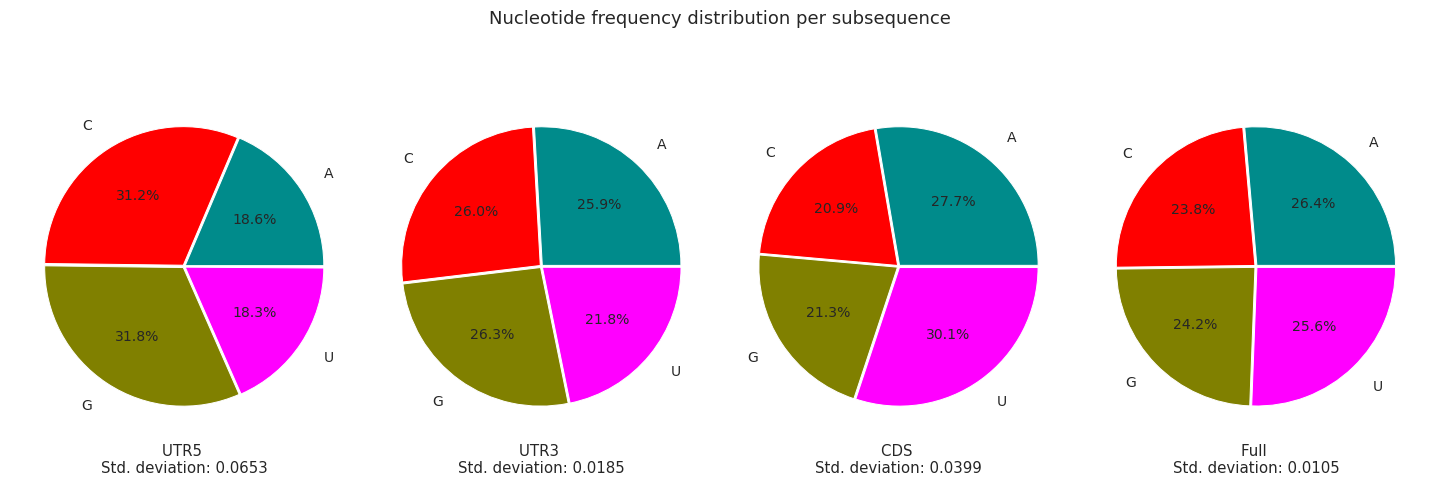 Nucleotide frequency distribution per subsequence
C
A
31.2%
18.6%
31.8%
18.3%
G
U
UTR5
Std. deviation: 0.0653
C
A
26.0%
25.9%
26.3%
21.8%
G
U
UTR3
Std. deviation: 0.0185
C
A
20.9%
27.7%
21.3%
30.1%
G
U
CDS
Std. deviation: 0.0399
C
A
23.8%
26.4%
24.2%
25.6%
G
U
Full
Std. deviation: 0.0105